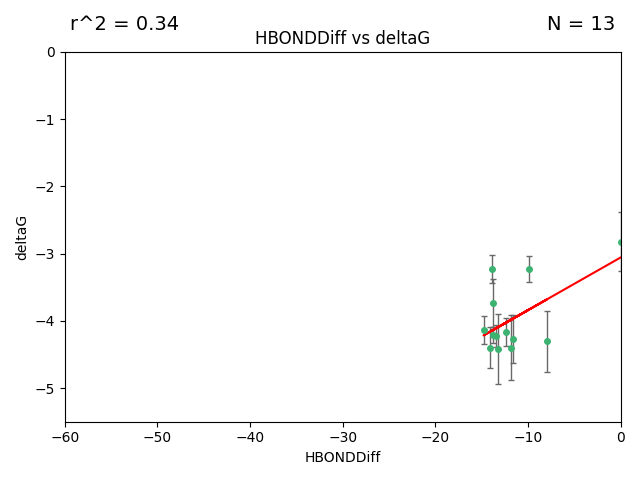 r^2 = 0.34
N = 13
HBONDDiff vs deltaG
0
−1
−2
−3
−4
−5
deltaG
−60
−50
−40
−30
−20
−10
0
HBONDDiff